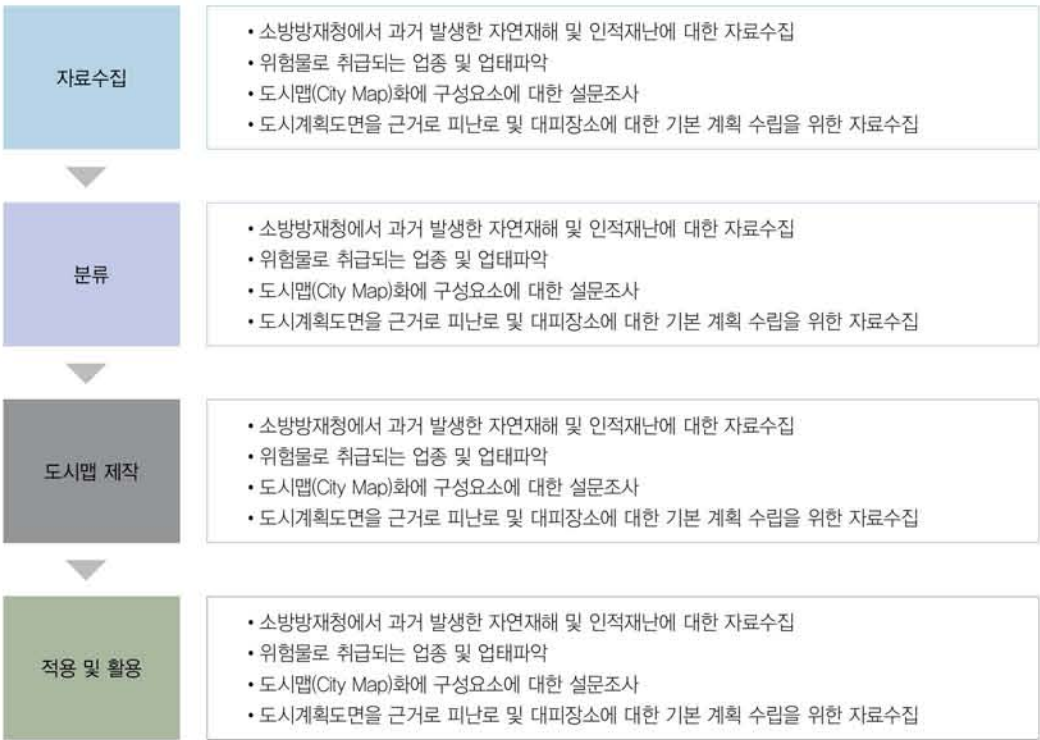 자료수집
• 소방방재청에서 과거 발생한 자연재해 및 인적재난에 대한 자료수집
• 위험물로 취급되는 업종 및 업태파악
• 도시맵(City Map)화에 구성요소에 대한 설문조사
• 도시계획도면을 근거로 피난로 및 대피장소에 대한 기본 계획 수립을 위한 자료수집
분류
• 소방방재청에서 과거 발생한 자연재해 및 인적재난에 대한 자료수집
• 위험물로 취급되는 업종 및 업태파악
• 도시맵(City Map)화에 구성요소에 대한 설문조사
• 도시계획도면을 근거로 피난로 및 대피장소에 대한 기본 계획 수립을 위한 자료수집
도시맵 제작
• 소방방재청에서 과거 발생한 자연재해 및 인적재난에 대한 자료수집
• 위험물로 취급되는 업종 및 업태파악
• 도시맵(City Map)화에 구성요소에 대한 설문조사
• 도시계획도면을 근거로 피난로 및 대피장소에 대한 기본 계획 수립을 위한 자료수집
적용 및 활용
• 소방방재청에서 과거 발생한 자연재해 및 인적재난에 대한 자료수집
• 위험물로 취급되는 업종 및 업태파악
• 도시맵(City Map)화에 구성요소에 대한 설문조사
• 도시계획도면을 근거로 피난로 및 대피장소에 대한 기본 계획 수립을 위한 자료수집